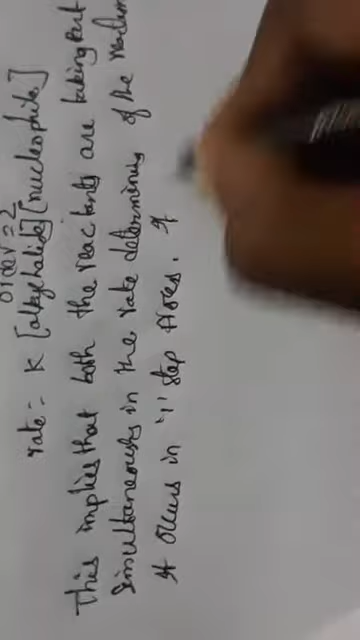 order = 2
rate = K [alkylhalide] [nucleophile]
This implies that both the reactants are taking part
simultaneously in the rate determining of the reaction
It occurs in '1' step